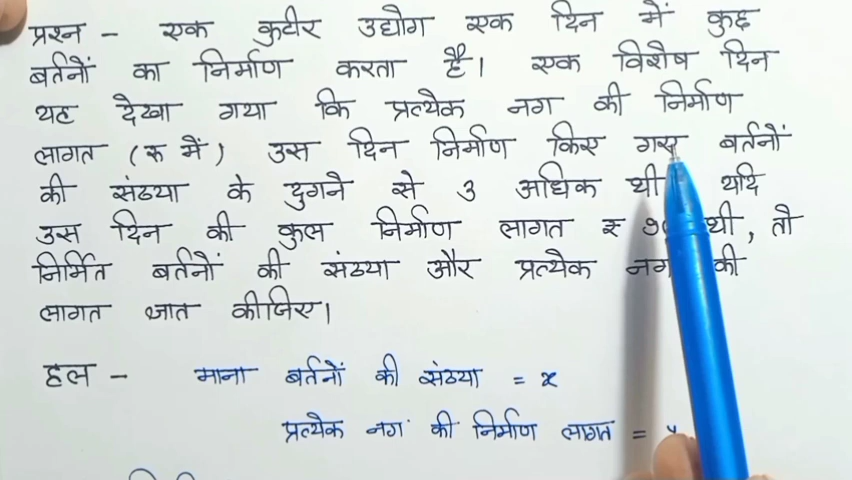 प्रश्न - एक कुटीर उद्योग एक दिन में कुछ
बर्तनों का निर्माण करता है। एक विशेष दिन
यह देखा गया कि प्रत्येक नग की निर्माण
लागत (रु में) उस दिन निर्माण किए गए बर्तनों
की संख्या के दुगने से 3 अधिक थी। यदि
उस दिन की कुल निर्माण लागत रु थी, तो
निर्मित बर्तनों की संख्या और प्रत्येक नग की
लागत ज्ञात कीजिए।
हल - माना बर्तनों की संख्या = x
प्रत्येक नग की निर्माण लागत =